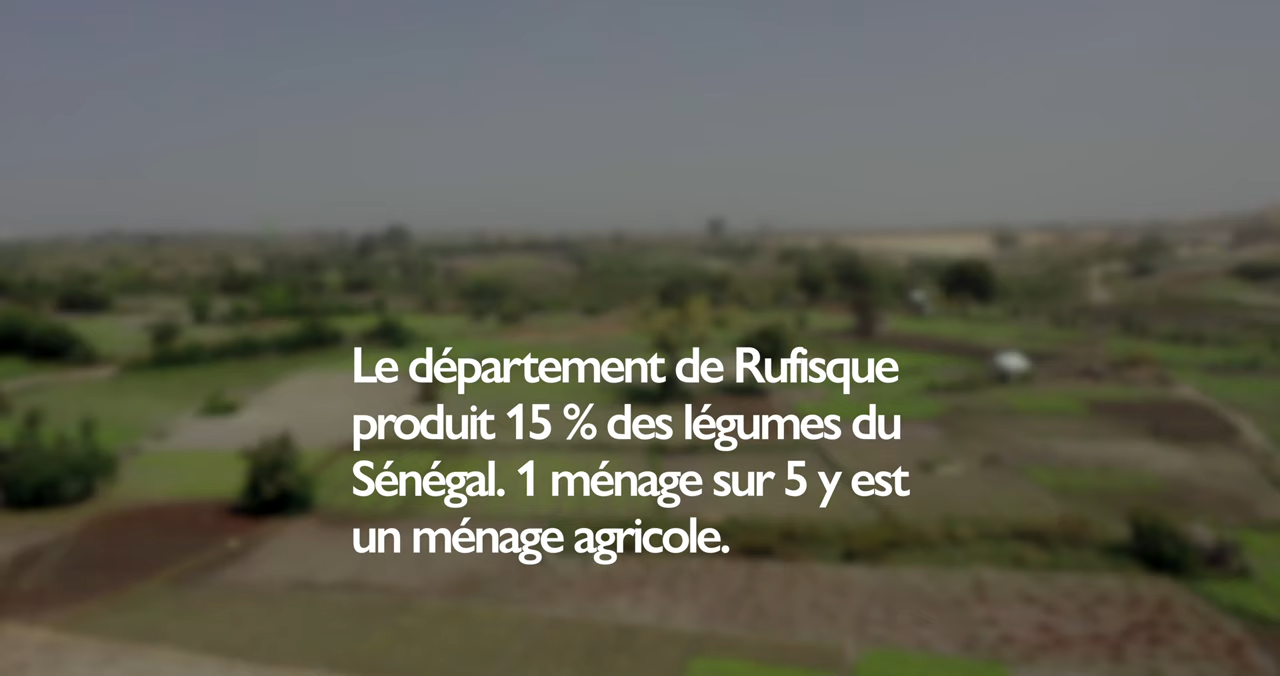 Le département de Rufisque
produit 15 % des légumes du
Sénégal. 1 ménage sur 5 y est
un ménage agricole.